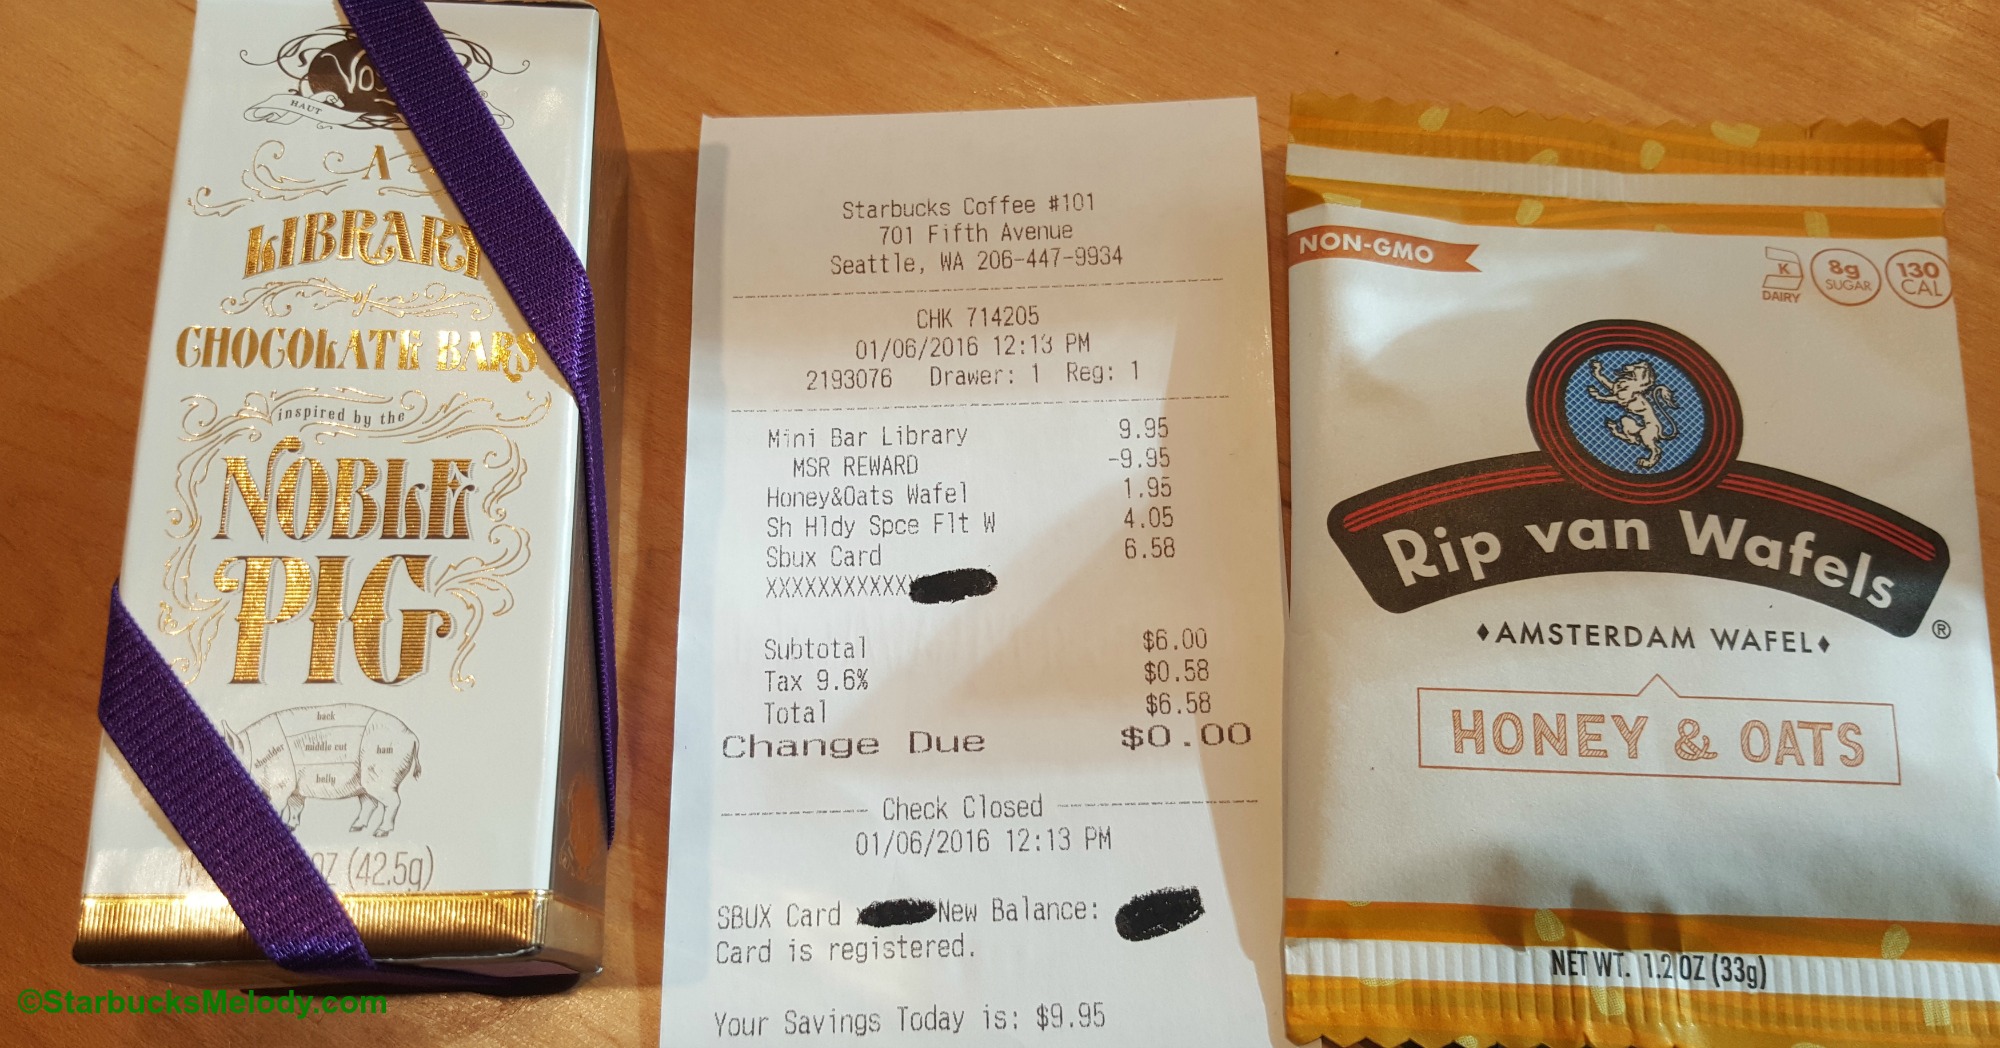 HAUT
A
LIBRARY
of
CHOCOLATE BARS
inspired by the
NOBLE
PIG
back
shoulder middle cut ham
belly
(42.5g)
©StarbucksMelody.com
Starbucks Coffee #101
701 Fifth Avenue
Seattle, WA 206-447-9934
CHK 714205
01/06/2016 12:13 PM
2193076 Drawer: 1 Reg: 1
Mini Bar Library 9.95
MSR REWARD -9.95
Honey&Oats Wafel 1.95
Sh Hldy Spce Flt W 4.05
Sbux Card 6.58
XXXXXXXXXXXX
Subtotal $6.00
Tax 9.6% $0.58
Total $6.58
Change Due $0.00
Check Closed
01/06/2016 12:13 PM
SBUX Card New Balance:
Card is registered.
Your Savings Today is: $9.95
NON-GMO
K
DAIRY
8g
SUGAR
130
CAL
Rip van Wafels
®
♦AMSTERDAM WAFEL♦
HONEY & OATS
NET WT. 1.2 OZ (33g)